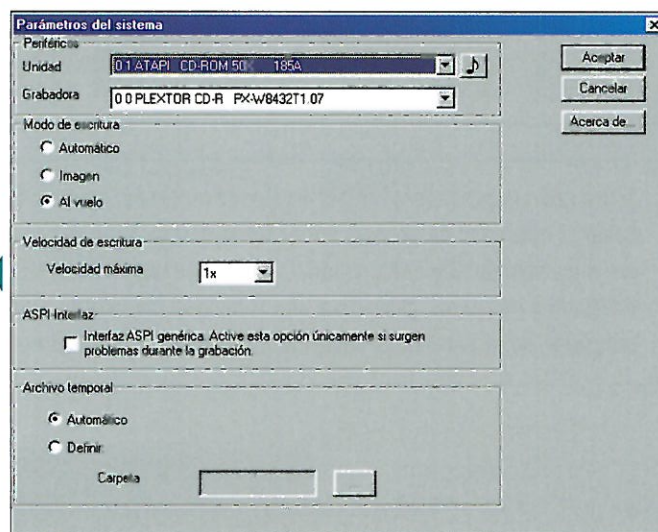 Parámetros del sistema
Periféricos
Unidad
0 1 ATAPI CD-ROM 50X 185A
Grabadora
0 0 PLEXTOR CD-R PX-W8432T1.07
Aceptar
Cancelar
Acerca de...
Modo de escritura
Automático
Imagen
Al vuelo
Velocidad de escritura
Velocidad máxima
1x
ASPI Interfaz
Interfaz ASPI genérica. Active esta opción únicamente si surgen
problemas durante la grabación.
Archivo temporal
Automático
Definir
Carpeta
...